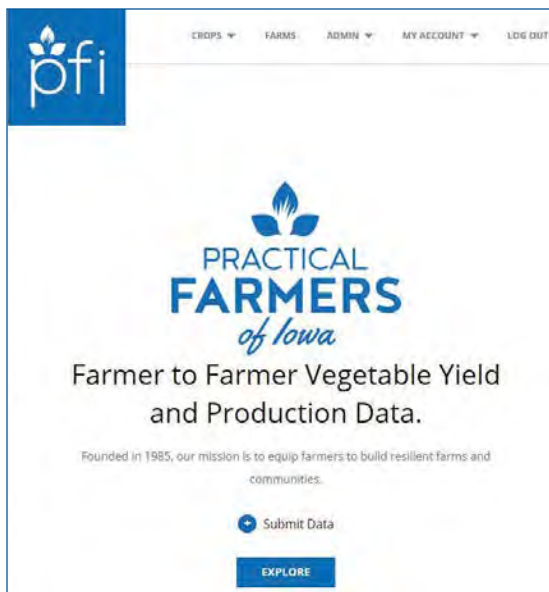 pfi
CROPS FARMS ADMIN MY ACCOUNT LOG OUT
PRACTICAL
FARMERS
of Iowa
Farmer to Farmer Vegetable Yield
and Production Data.
Founded in 1985, our mission is to equip farmers to build resilient farms and
communities.
Submit Data
EXPLORE